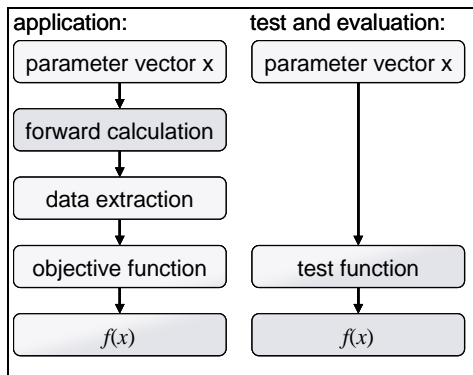 application:
parameter vector x
forward calculation
data extraction
objective function
f(x)
test and evaluation:
parameter vector x
test function
f(x)